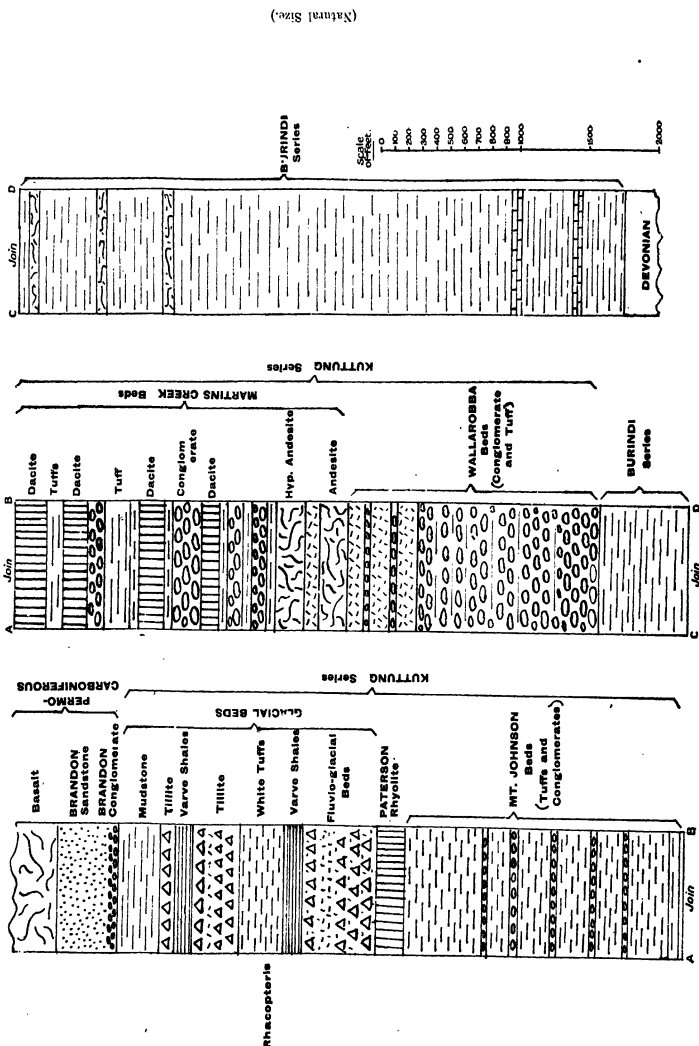 (Natural Size.)
PERMO-
CARBONIFEROUS
KUTTUNG Series
GLACIAL BEDS
Basalt
BRANDON
Sandstone
BRANDON
Conglomerate
Mudstone
Tillite
Varve Shales
Tillite
White Tuffs
Varve Shales
Fluvio-glacial
Beds
PATERSON
Rhyolite
MT. JOHNSON
Beds
(Tuffs and
Conglomerates)
Rhacopteris
A
Join
B
KUTTUNG Series
MARTINS CREEK Beds
A
Join
B
Dacite
Tuffs
Dacite
Tuff
Dacite
Conglom
erate
Dacite
Hyp. Andesite
Andesite
WALLAROBBA
Beds
(Conglomerate
and Tuff)
BURINDI
Series
C
Join
D
C
Join
D
B'JRINDI
Series
DEVONIAN
Scale
of feet.
0
100
200
300
400
500
600
700
800
900
1000
1500
2000